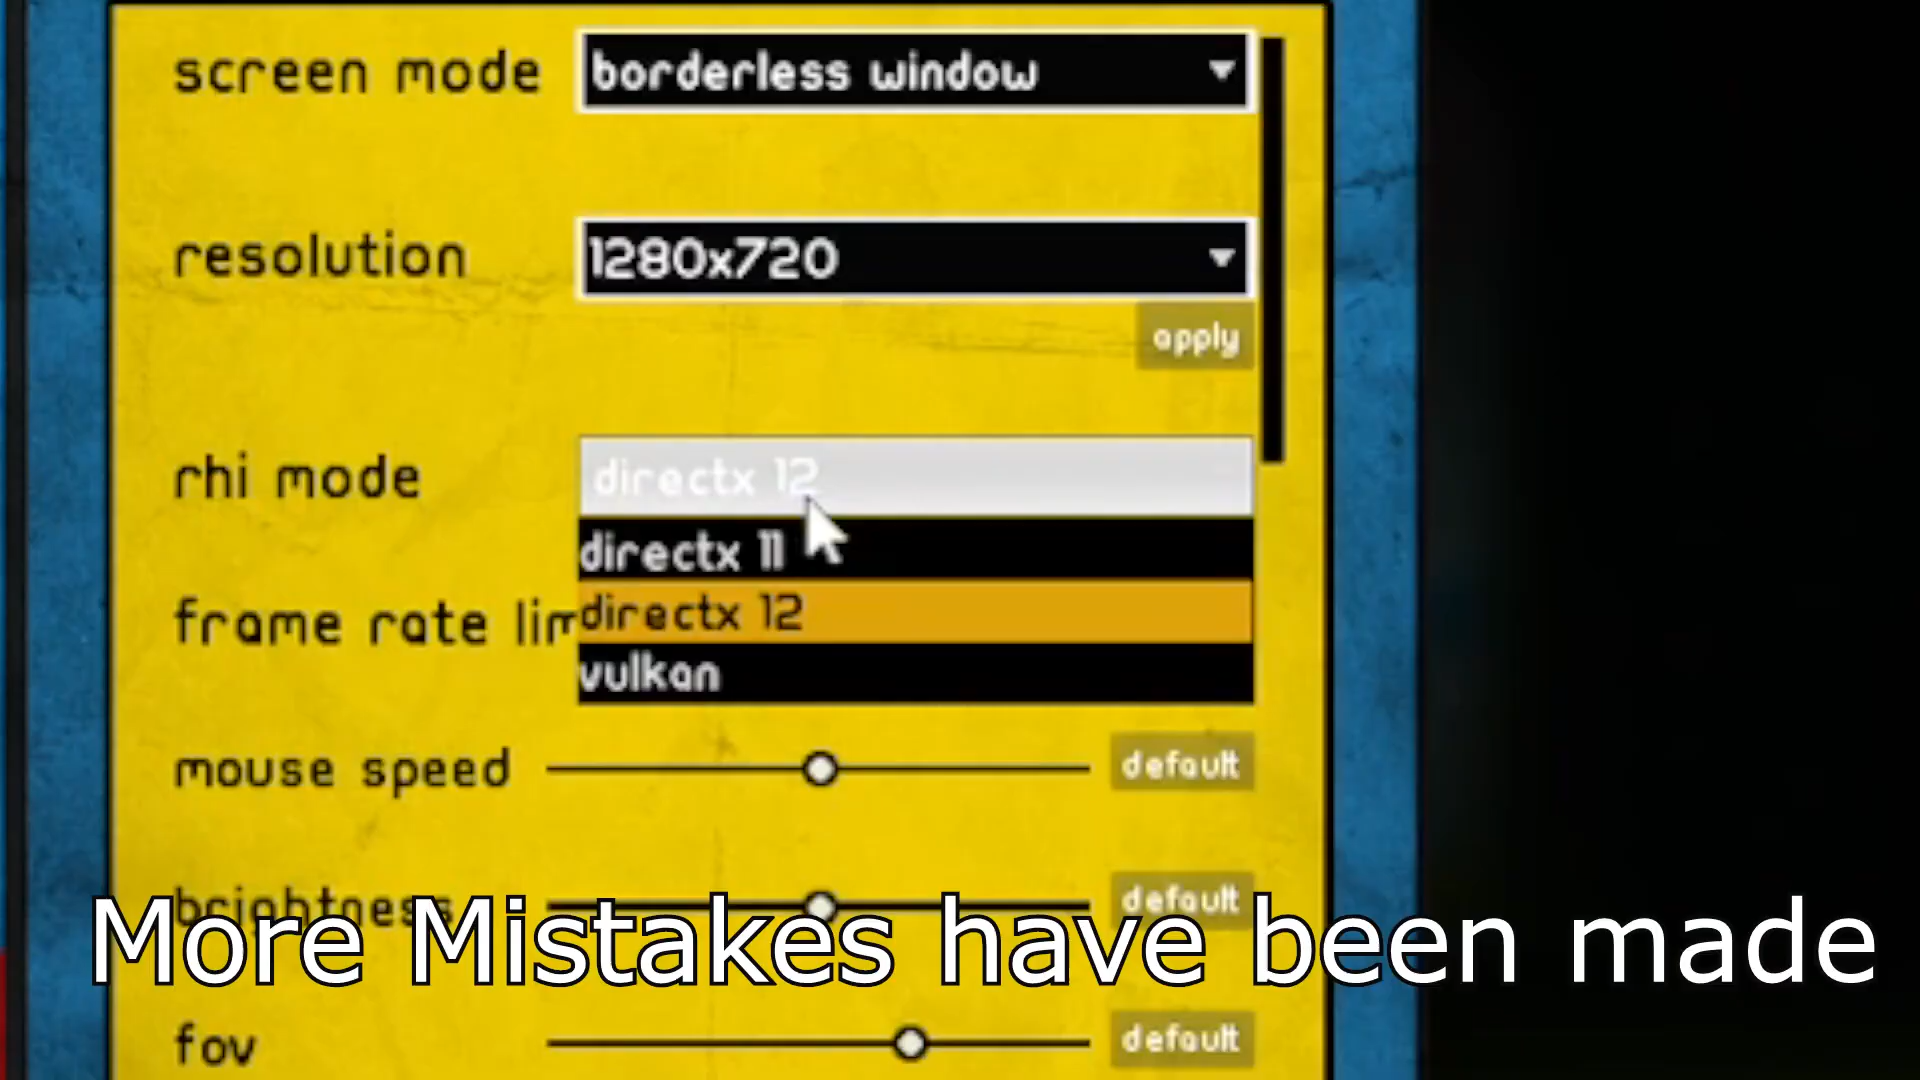 screen mode borderless window
resolution 1280x720
apply
rhi mode directx 12
directx 11
frame rate lim directx 12
vulkan
mouse speed default
brightness default
More Mistakes have been made
fov default